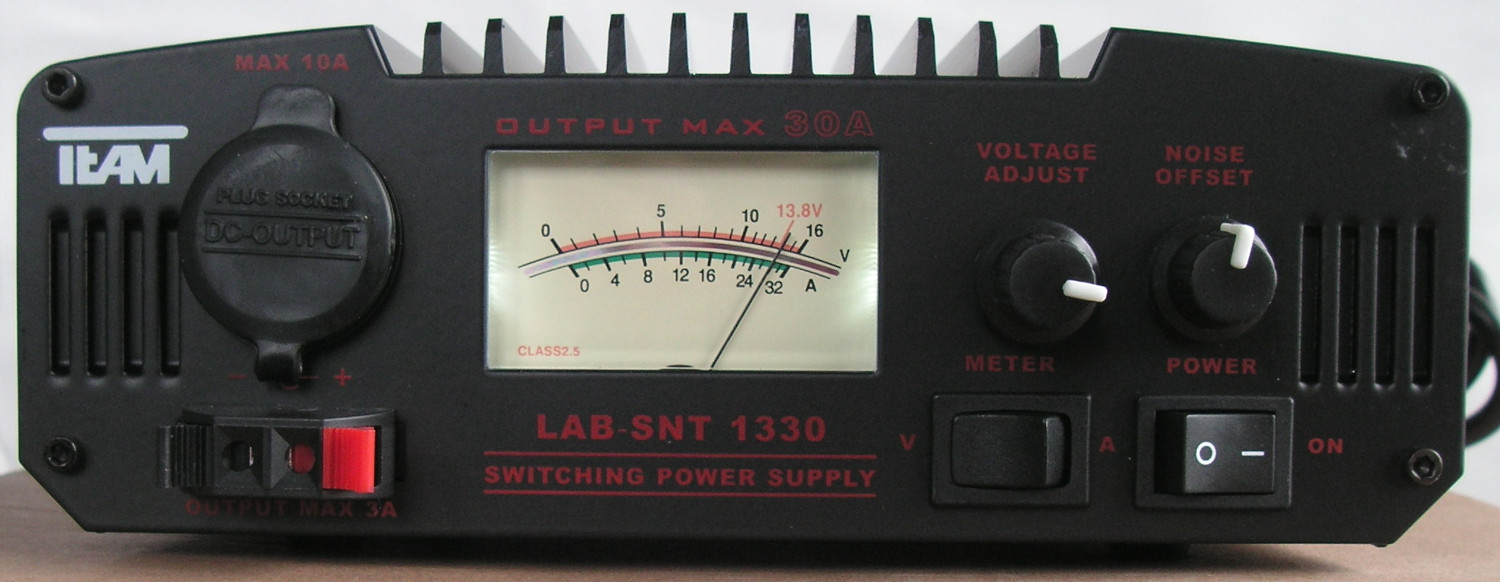 MAX 10A
OUTPUT MAX 30A
TEAM
PLUG SOCKET
DC-OUTPUT
VOLTAGE
ADJUST
NOISE
OFFSET
0 5 10 13.8V 16 V
0 4 8 12 16 24 32 A
CLASS2.5
METER
POWER
− +
LAB-SNT 1330
SWITCHING POWER SUPPLY
V A
O — ON
OUTPUT MAX 3A